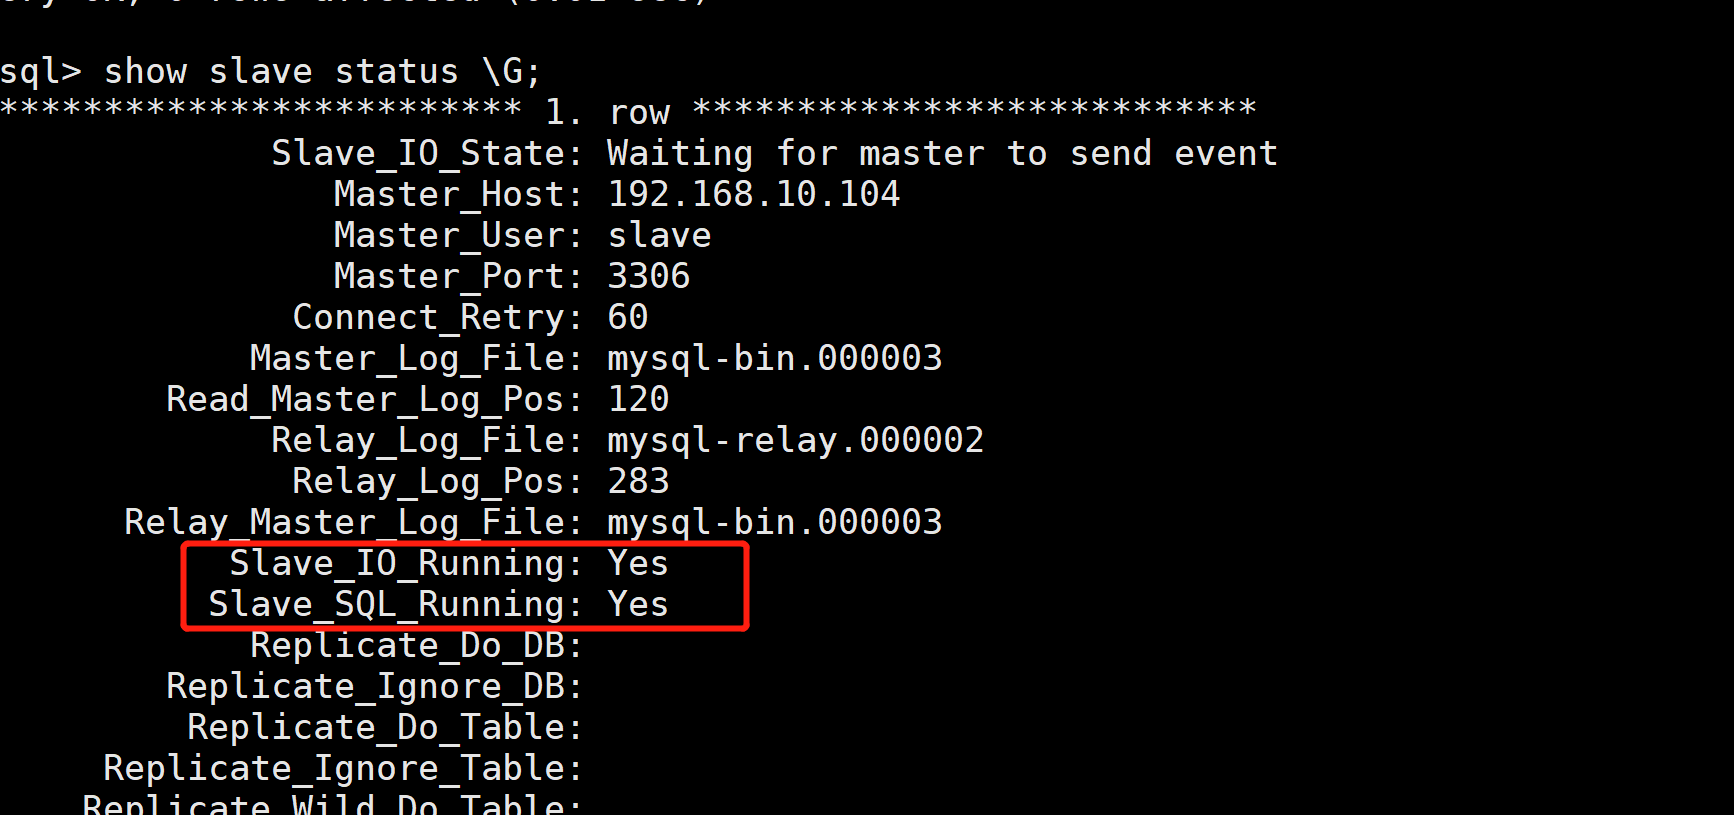 sql> show slave status \G;
************************* 1. row ***************************
Slave_IO_State: Waiting for master to send event
Master_Host: 192.168.10.104
Master_User: slave
Master_Port: 3306
Connect_Retry: 60
Master_Log_File: mysql-bin.000003
Read_Master_Log_Pos: 120
Relay_Log_File: mysql-relay.000002
Relay_Log_Pos: 283
Relay_Master_Log_File: mysql-bin.000003
Slave_IO_Running: Yes
Slave_SQL_Running: Yes
Replicate_Do_DB:
Replicate_Ignore_DB:
Replicate_Do_Table:
Replicate_Ignore_Table:
Replicate_Wild_Do_Table: